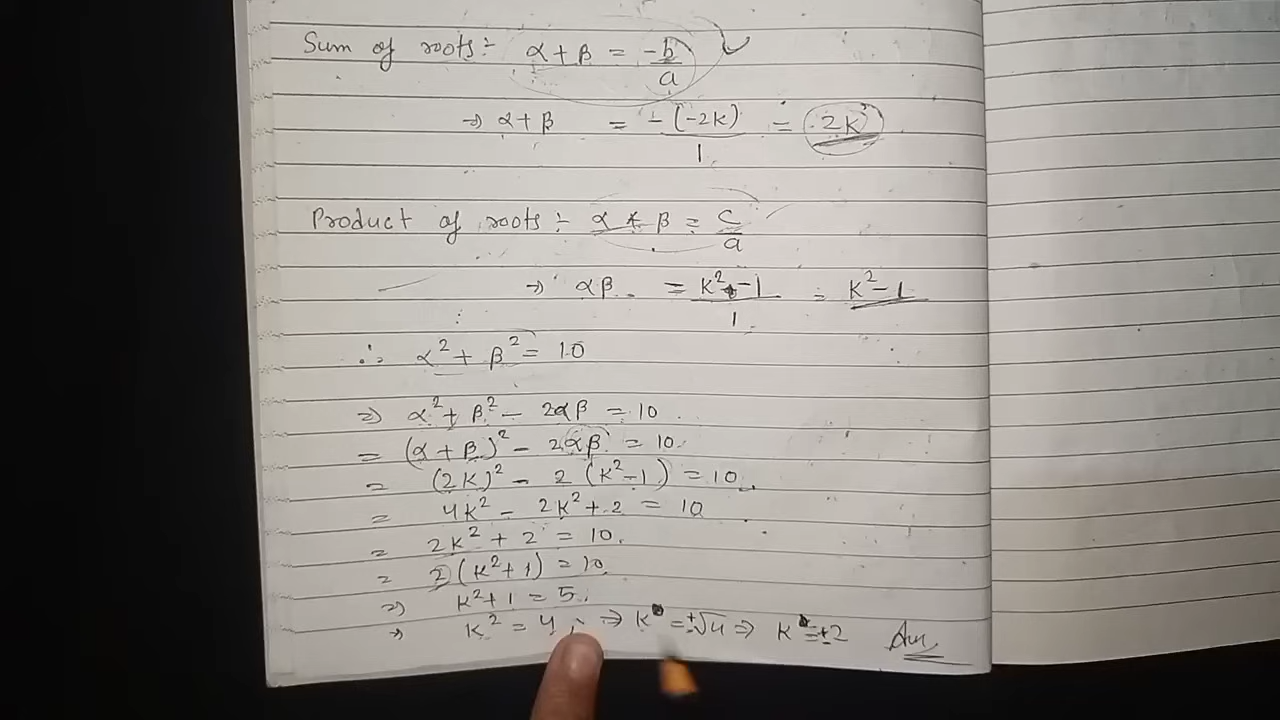 Sum of roots:- α + β = -b/a
⇒ α + β = -(-2K)/1 = 2K
Product of roots:- α * β = c/a
⇒ αβ = K² - 1/1 = K² - 1
∴ α² + β² = 10
⇒ α² + β² - 2αβ = 10
= (α + β)² - 2αβ = 10
= (2K)² - 2(K² - 1) = 10
= 4K² - 2K² + 2 = 10
= 2K² + 2 = 10
= 2(K² + 1) = 10
⇒ K² + 1 = 5
⇒ K² = 4 ⇒ K = ±√4 ⇒ K = ±2 Ans